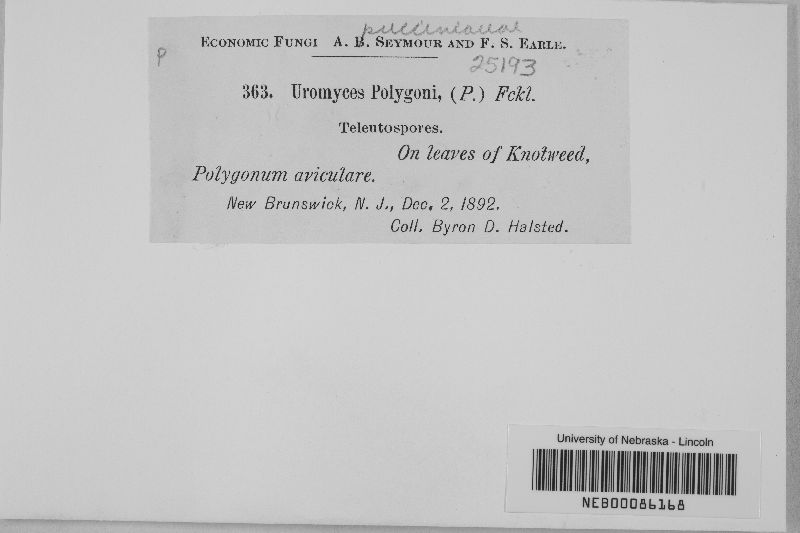 pucciniaceae
Economic Fungi A. B. Seymour and F. S. Earle.
P
25193
363. Uromyces Polygoni, (P.) Fckl.
Teleutospores.
On leaves of Knotweed,
Polygonum aviculare.
New Brunswick, N. J., Dec. 2, 1892.
Coll. Byron D. Halsted.
University of Nebraska - Lincoln
NEB00086168